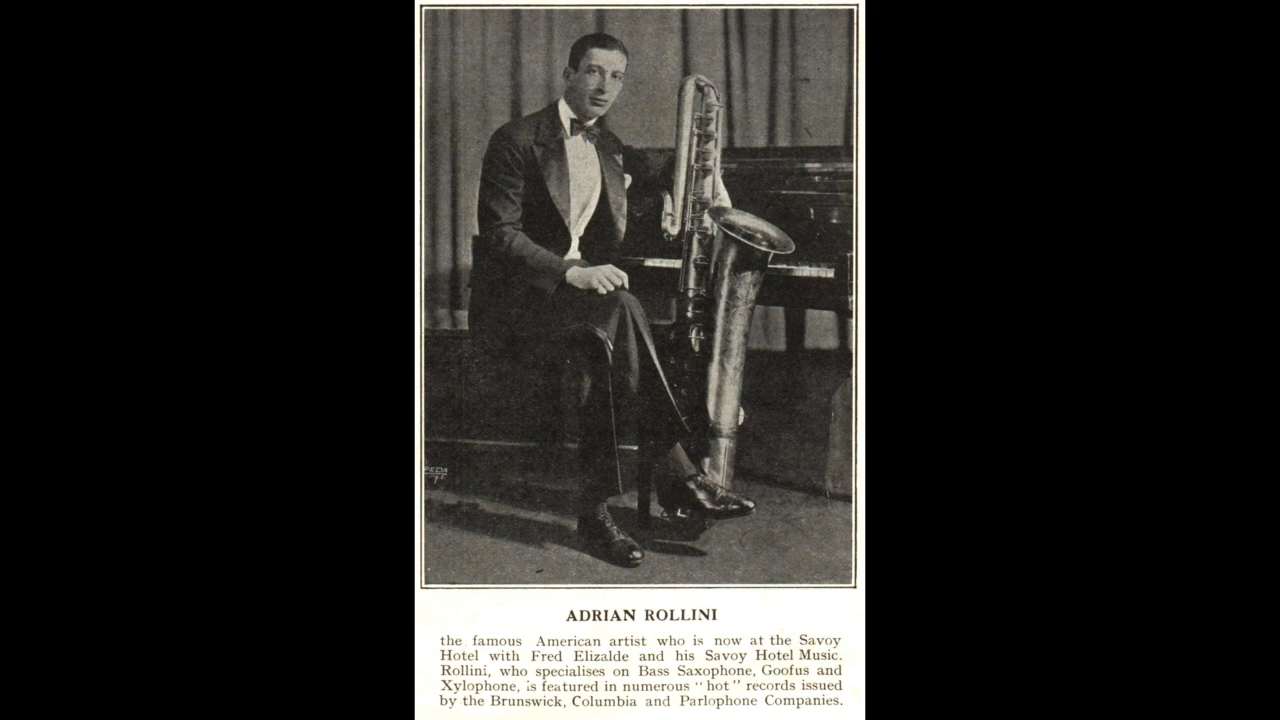 ADRIAN ROLLINI
the famous American artist who is now at the Savoy
Hotel with Fred Elizalde and his Savoy Hotel Music.
Rollini, who specialises on Bass Saxophone, Goofus and
Xylophone, is featured in numerous "hot" records issued
by the Brunswick, Columbia and Parlophone Companies.